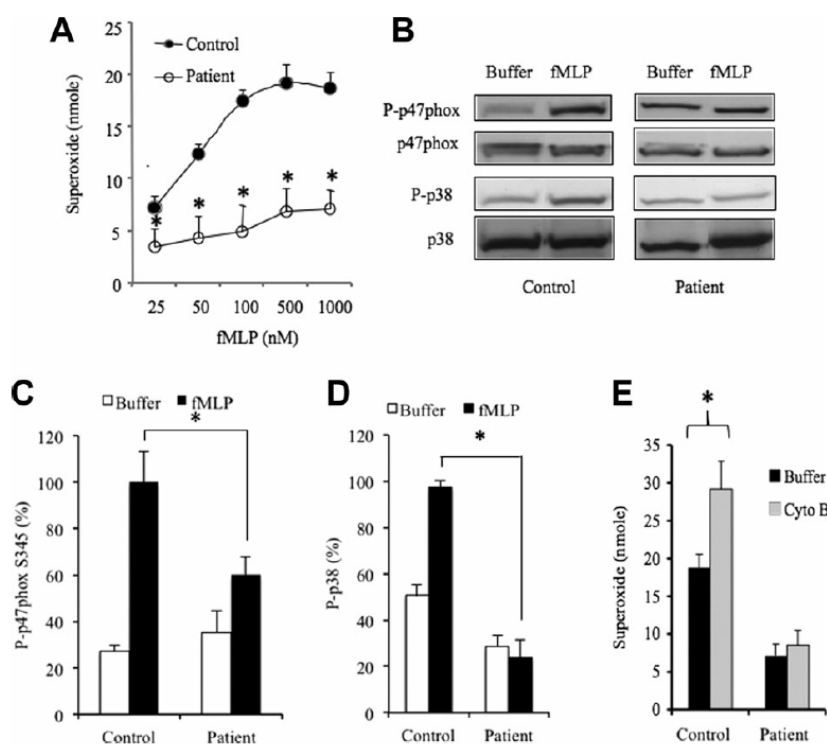 A
Control
Patient
Superoxide (nmole)
25
20
15
10
5
0
* * * * *
25 50 100 500 1000
fMLP (nM)
B
Buffer fMLP Buffer fMLP
P-p47phox
p47phox
P-p38
p38
Control Patient
C
Buffer fMLP
*
P-p47phox S345 (%)
120
100
80
60
40
20
0
Control Patient
D
Buffer fMLP
*
P-p38 (%)
120
100
80
60
40
20
0
Control Patient
E
*
Superoxide (nmole)
35
30
25
20
15
10
5
0
Buffer
Cyto B
Control Patient